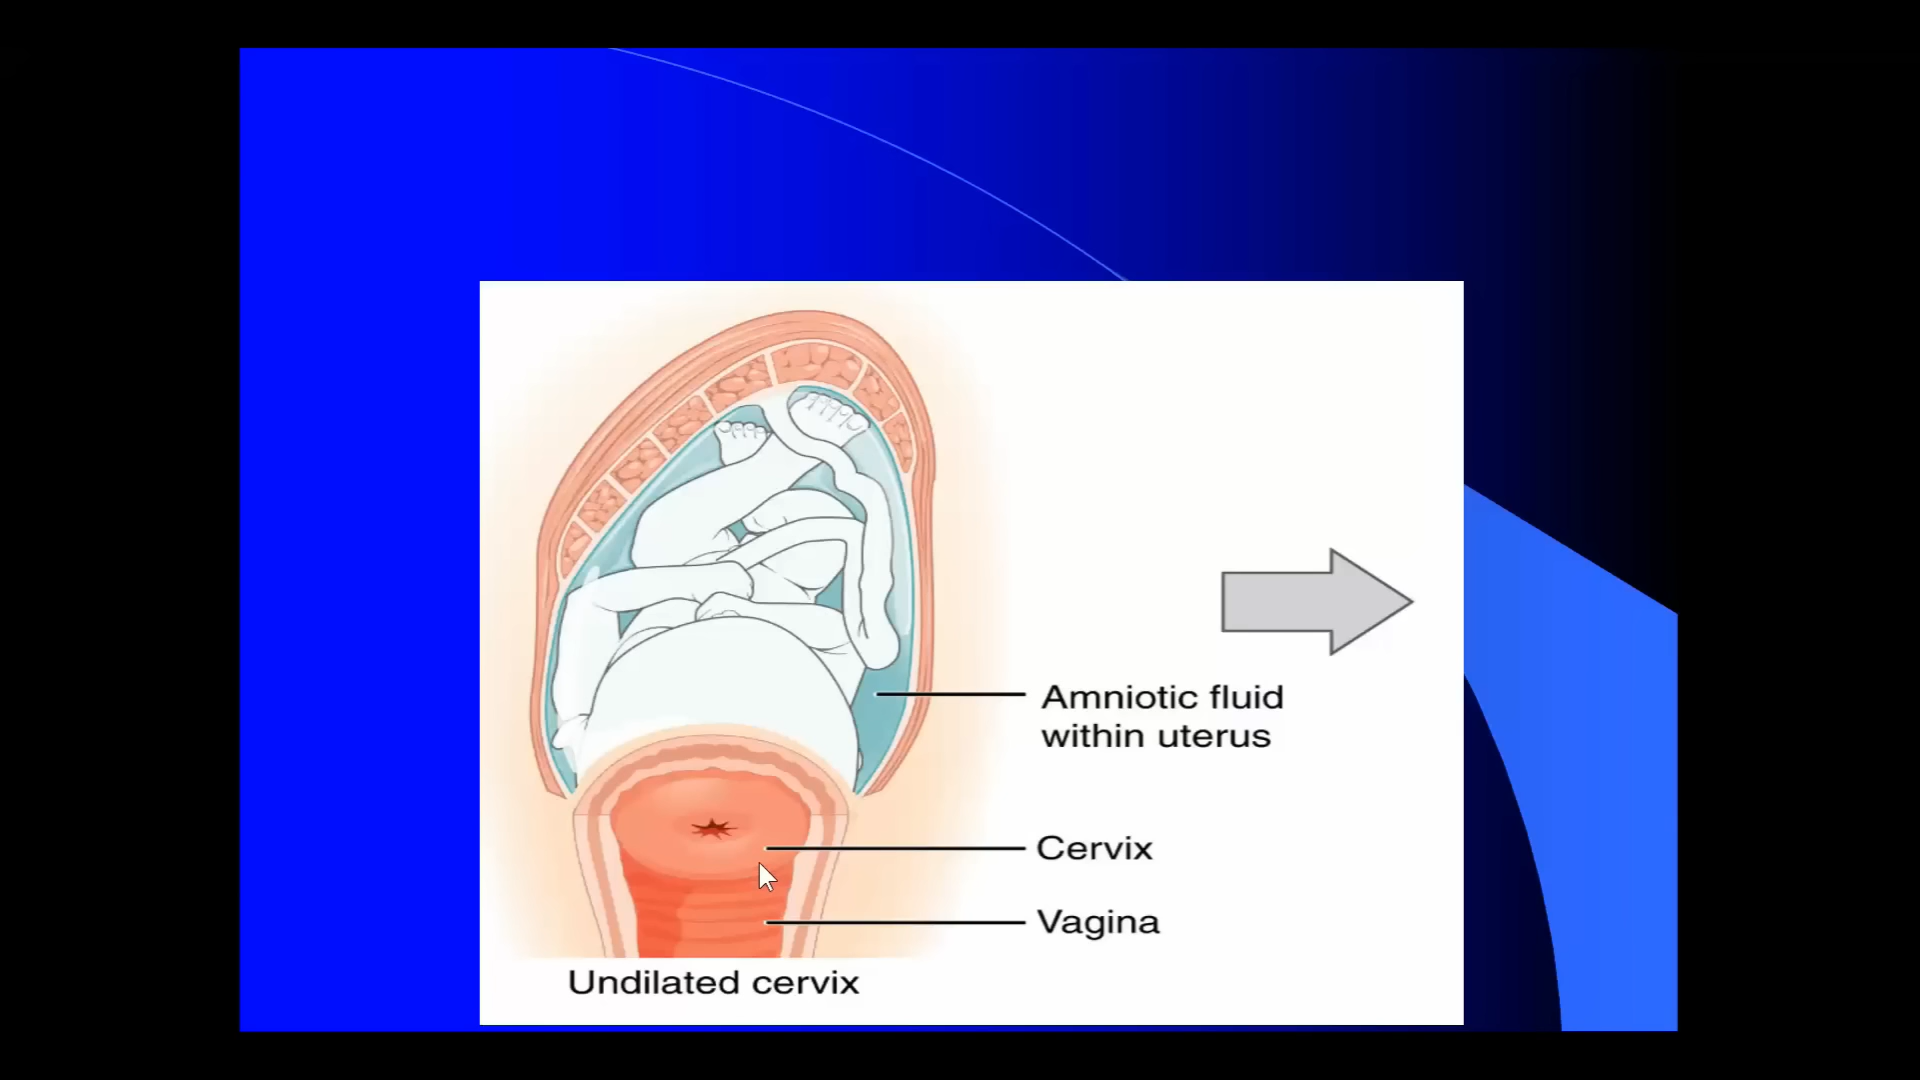 Amniotic fluid
within uterus
Cervix
Vagina
Undilated cervix